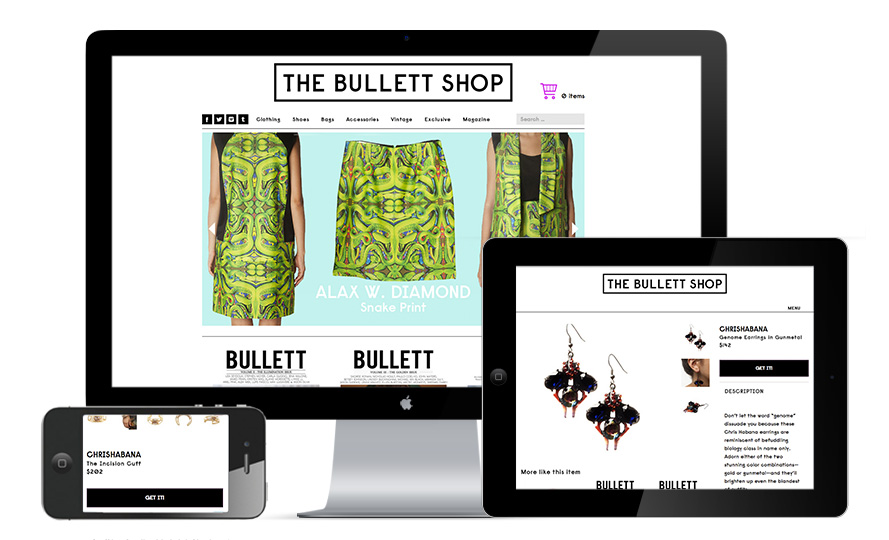 THE BULLETT SHOP
0 items
Clothing Shoes Bags Accessories Vintage Exclusive Magazine
Search ...
ALAX W. DIAMOND
Snake Print
BULLETT BULLETT
THE BULLETT SHOP
MENU
CHRISHABANA
Genome Earrings in Gunmetal
$142
GET IT!
DESCRIPTION
Don't let the word "genome"
dissuade you because these
Chris Habana earrings are
reminiscent of befuddling
biology class in name only.
Adorn either of the two
stunning color combinations—
gold or gunmetal—and they'll
brighten up even the blandest
More like this item
BULLETT BULLETT
CHRISHABANA
The Incision Cuff
$202
GET IT!